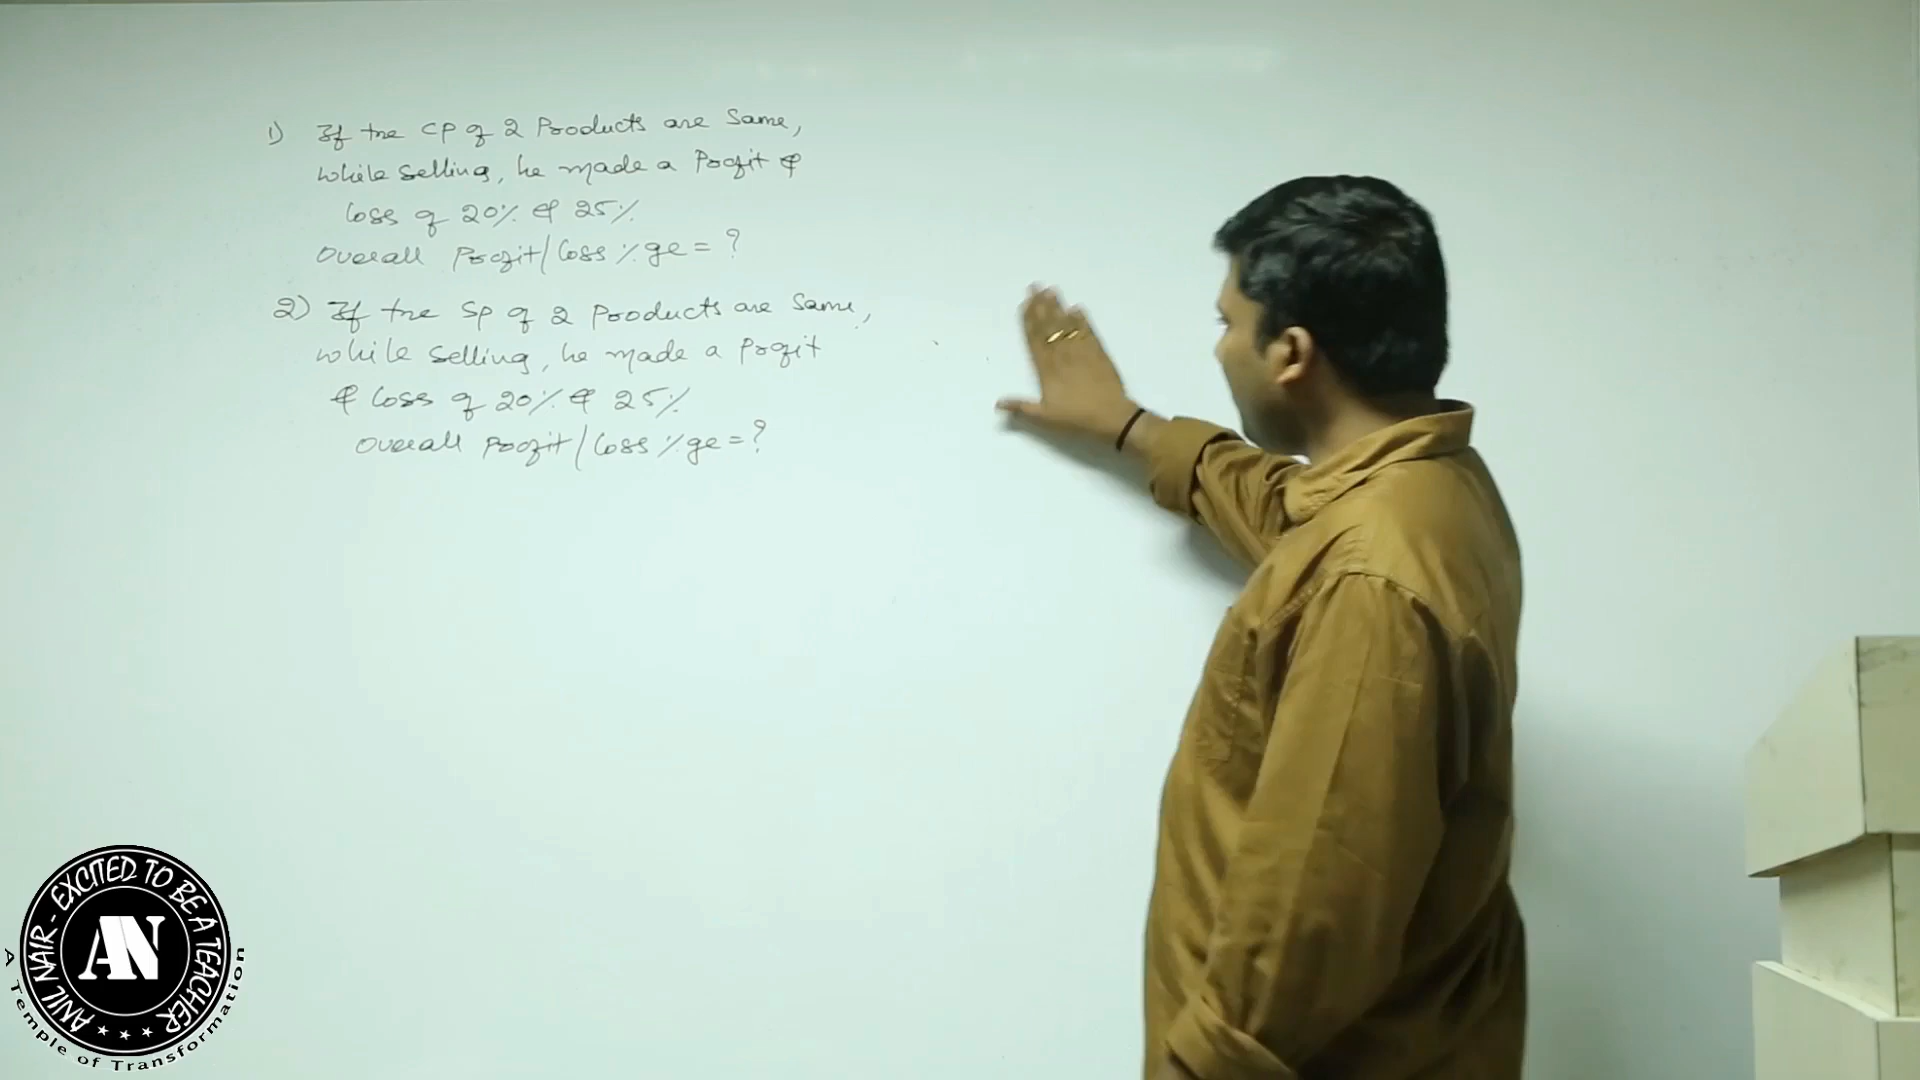 1) If the CP of 2 Products are Same,
while Selling, he made a Profit &
Loss of 20% & 25%
Overall Profit/Loss %ge = ?
2) If the SP of 2 Products are Same,
while Selling, he made a Profit
& Loss of 20% & 25%
Overall Profit/Loss %ge = ?
ANIL NAIR - EXCITED TO BE A TEACHER
AN
A Temple of Transformation